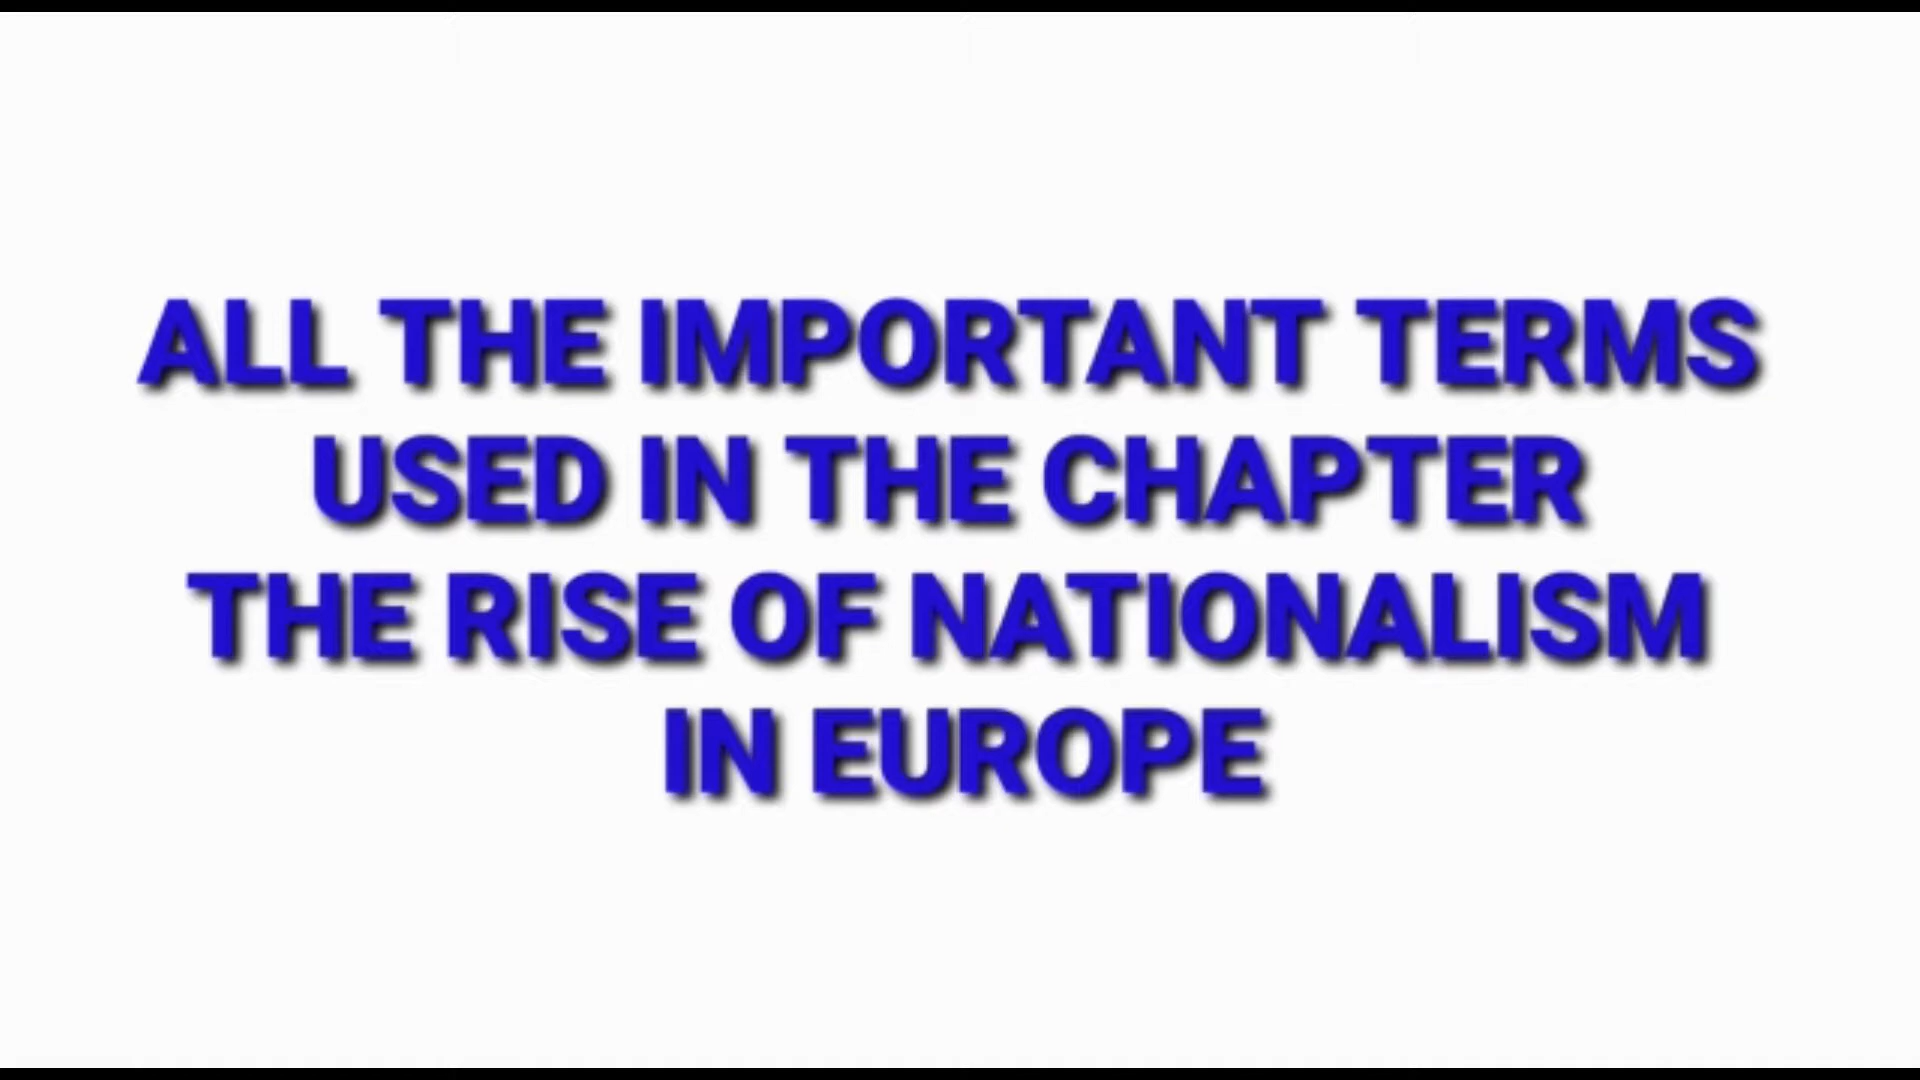 ALL THE IMPORTANT TERMS
USED IN THE CHAPTER
THE RISE OF NATIONALISM
IN EUROPE